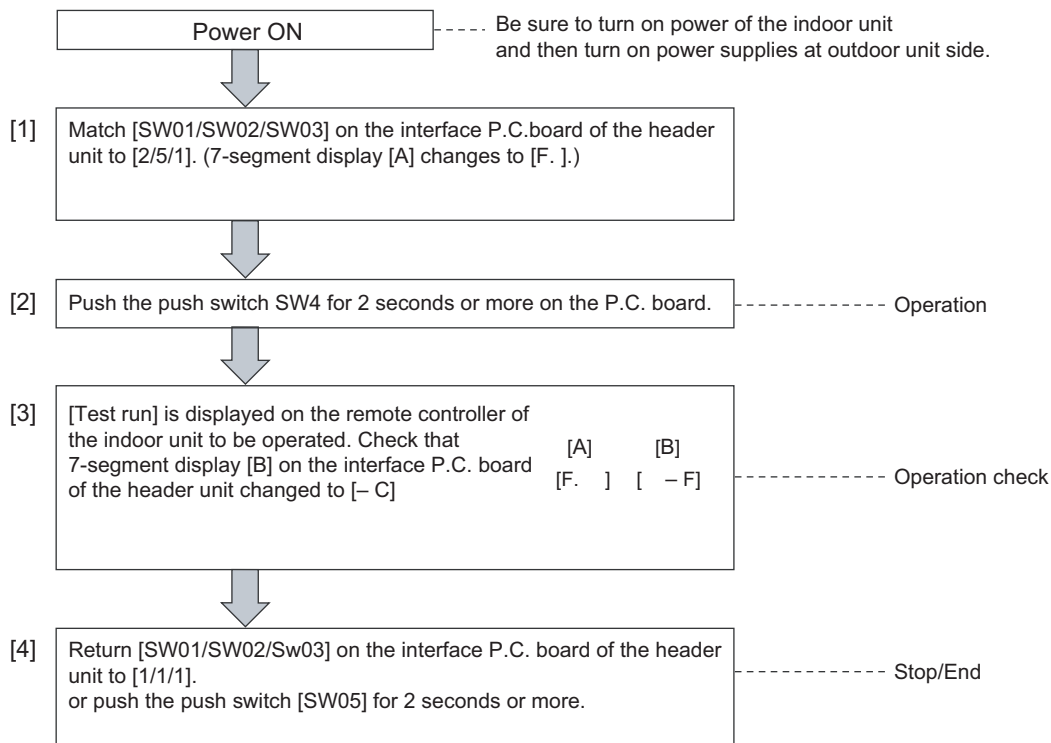 Power ON
Be sure to turn on power of the indoor unit
and then turn on power supplies at outdoor unit side.
[1]
Match [SW01/SW02/SW03] on the interface P.C.board of the header
unit to [2/5/1]. (7-segment display [A] changes to [F. ].)
[2]
Push the push switch SW4 for 2 seconds or more on the P.C. board.
Operation
[3]
[Test run] is displayed on the remote controller of
the indoor unit to be operated. Check that
7-segment display [B] on the interface P.C. board
of the header unit changed to [– C]
[A] [B]
[F. ] [ – F]
Operation check
[4]
Return [SW01/SW02/Sw03] on the interface P.C. board of the header
unit to [1/1/1].
or push the push switch [SW05] for 2 seconds or more.
Stop/End